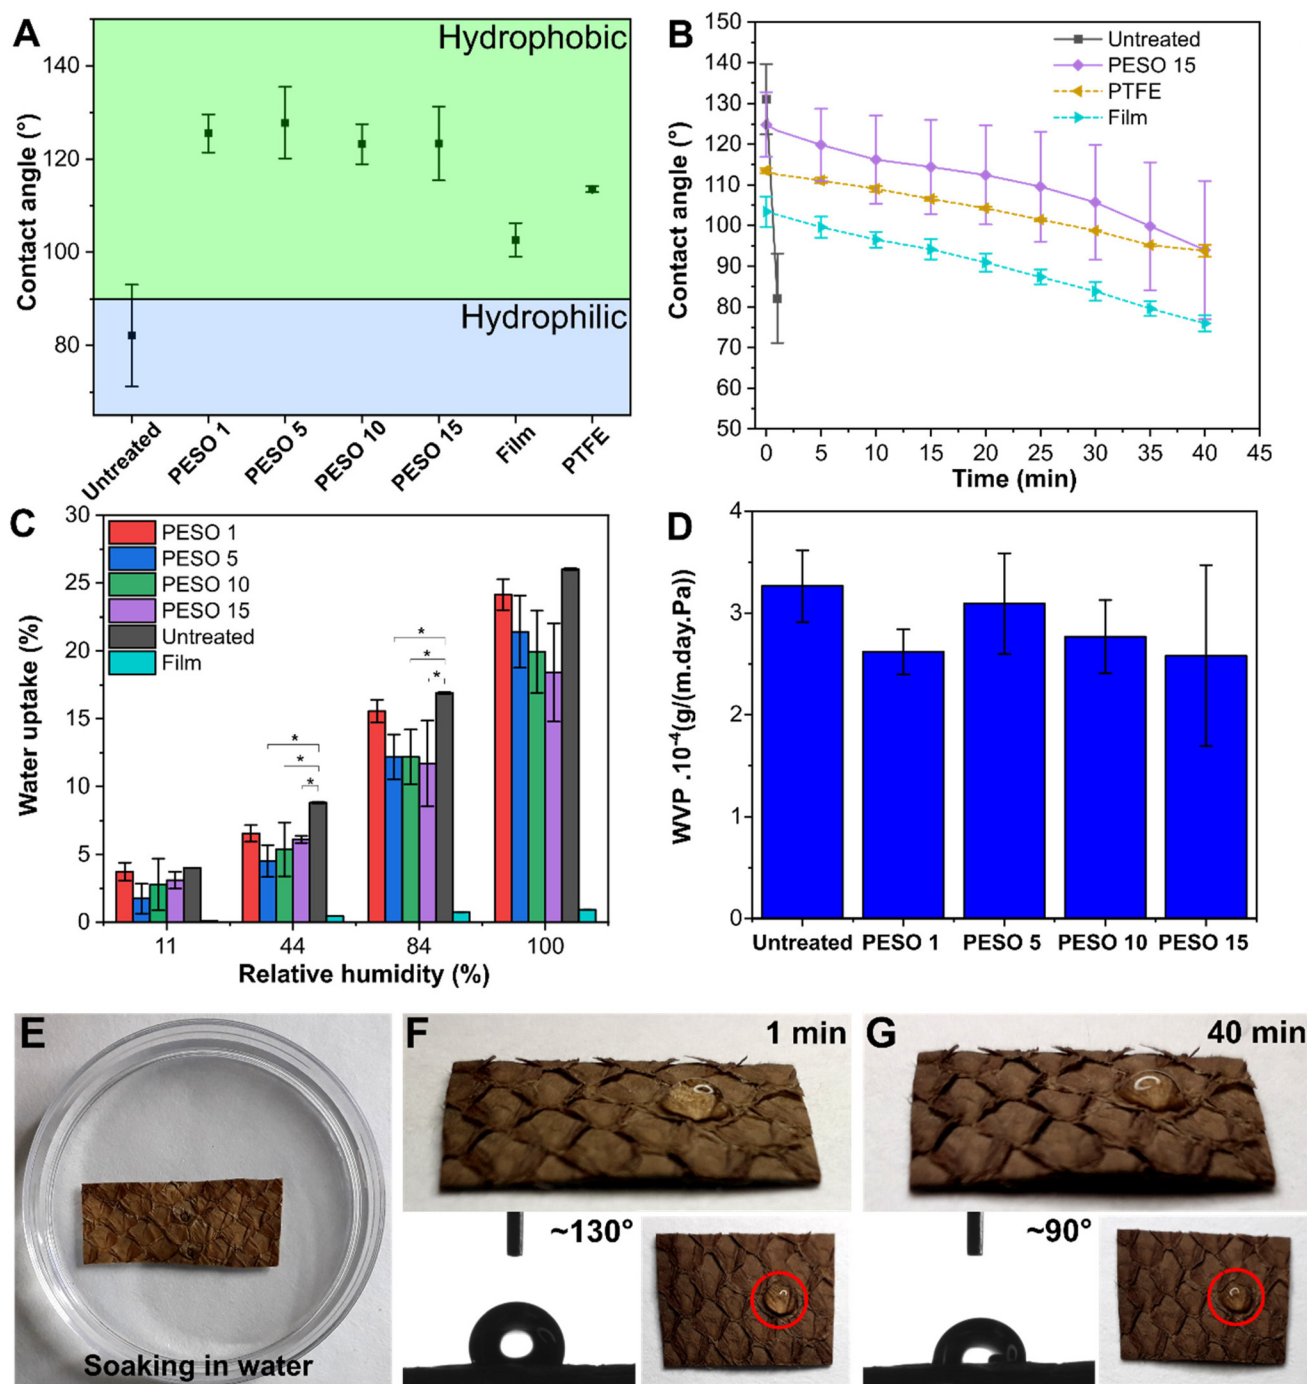 A
Hydrophobic
Hydrophilic
Contact angle (°)
140
120
100
80
Untreated
PESO 1
PESO 5
PESO 10
PESO 15
Film
PTFE
B
Untreated
PESO 15
PTFE
Film
Contact angle (°)
150
140
130
120
110
100
90
80
70
60
50
0 5 10 15 20 25 30 35 40 45
Time (min)
C
PESO 1
PESO 5
PESO 10
PESO 15
Untreated
Film
Water uptake (%)
30
25
20
15
10
5
0
* * *
* * *
11 44 84 100
Relative humidity (%)
D
WVP .10⁻⁴(g/(m.day.Pa))
4
3
2
1
0
Untreated PESO 1 PESO 5 PESO 10 PESO 15
E
Soaking in water
F
1 min
~130°
G
40 min
~90°